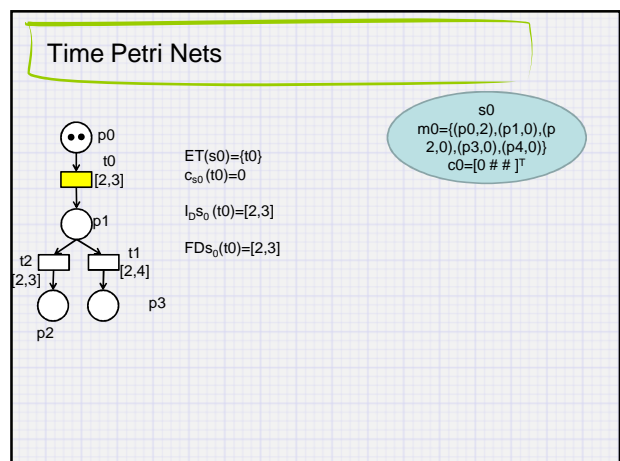 Time Petri Nets
s0
m0={(p0,2),(p1,0),(p
2,0),(p3,0),(p4,0)}
c0=[0 # # ]ᵀ
p0
t0
[2,3]
ET(s0)={t0}
cₛ₀ (t0)=0
I_Ds₀ (t0)=[2,3]
FDs₀(t0)=[2,3]
p1
t2
[2,3]
t1
[2,4]
p3
p2